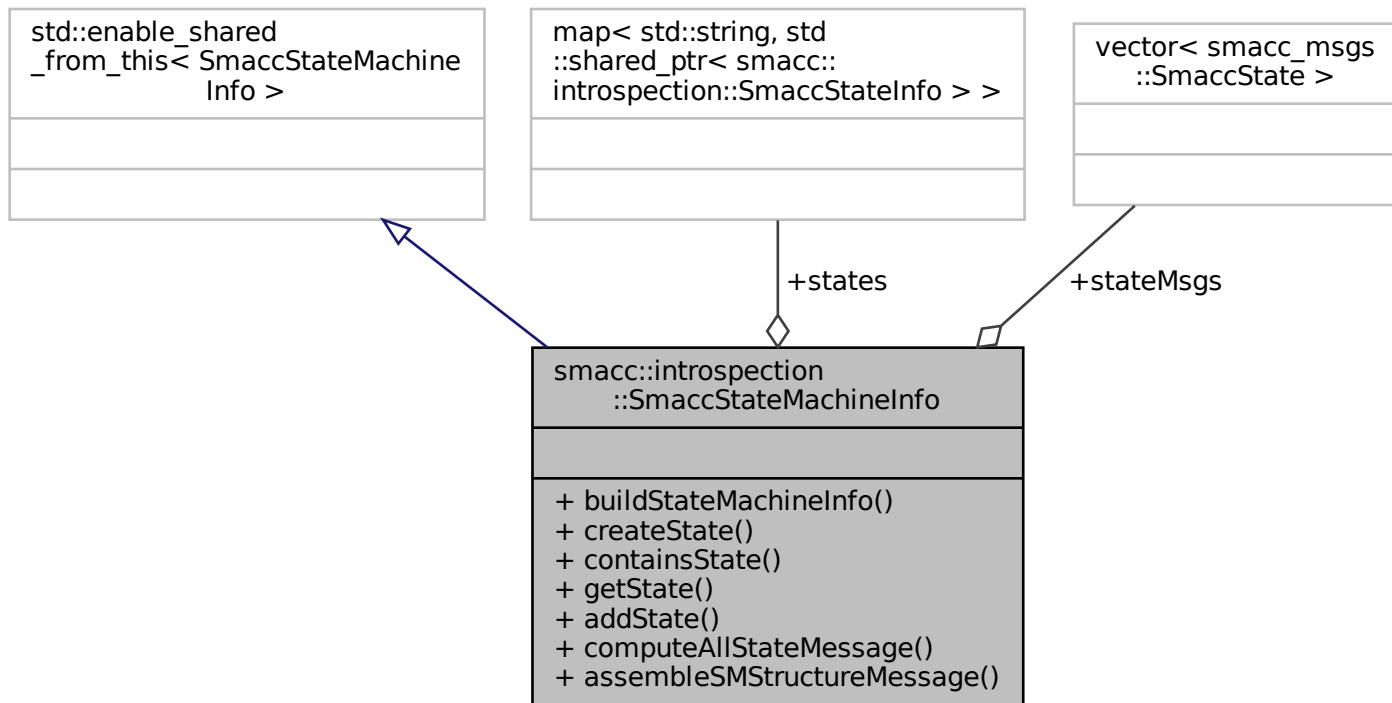 std::enable_shared
_from_this< SmaccStateMachine
Info >
map< std::string, std
::shared_ptr< smacc::
introspection::SmaccStateInfo > >
vector< smacc_msgs
::SmaccState >
+states
+stateMsgs
smacc::introspection
::SmaccStateMachineInfo
+ buildStateMachineInfo()
+ createState()
+ containsState()
+ getState()
+ addState()
+ computeAllStateMessage()
+ assembleSMStructureMessage()